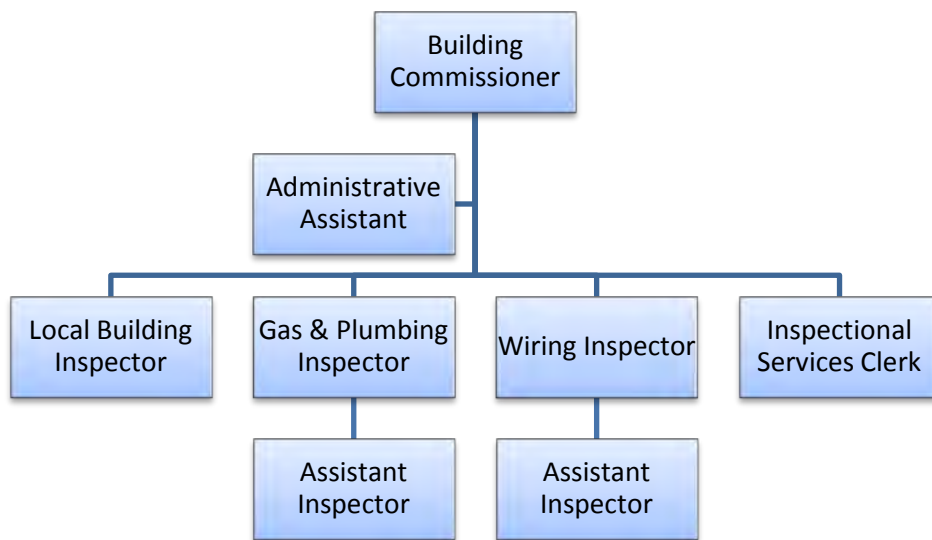 Building
Commissioner
Administrative
Assistant
Local Building
Inspector
Gas & Plumbing
Inspector
Wiring Inspector
Inspectional
Services Clerk
Assistant
Inspector
Assistant
Inspector